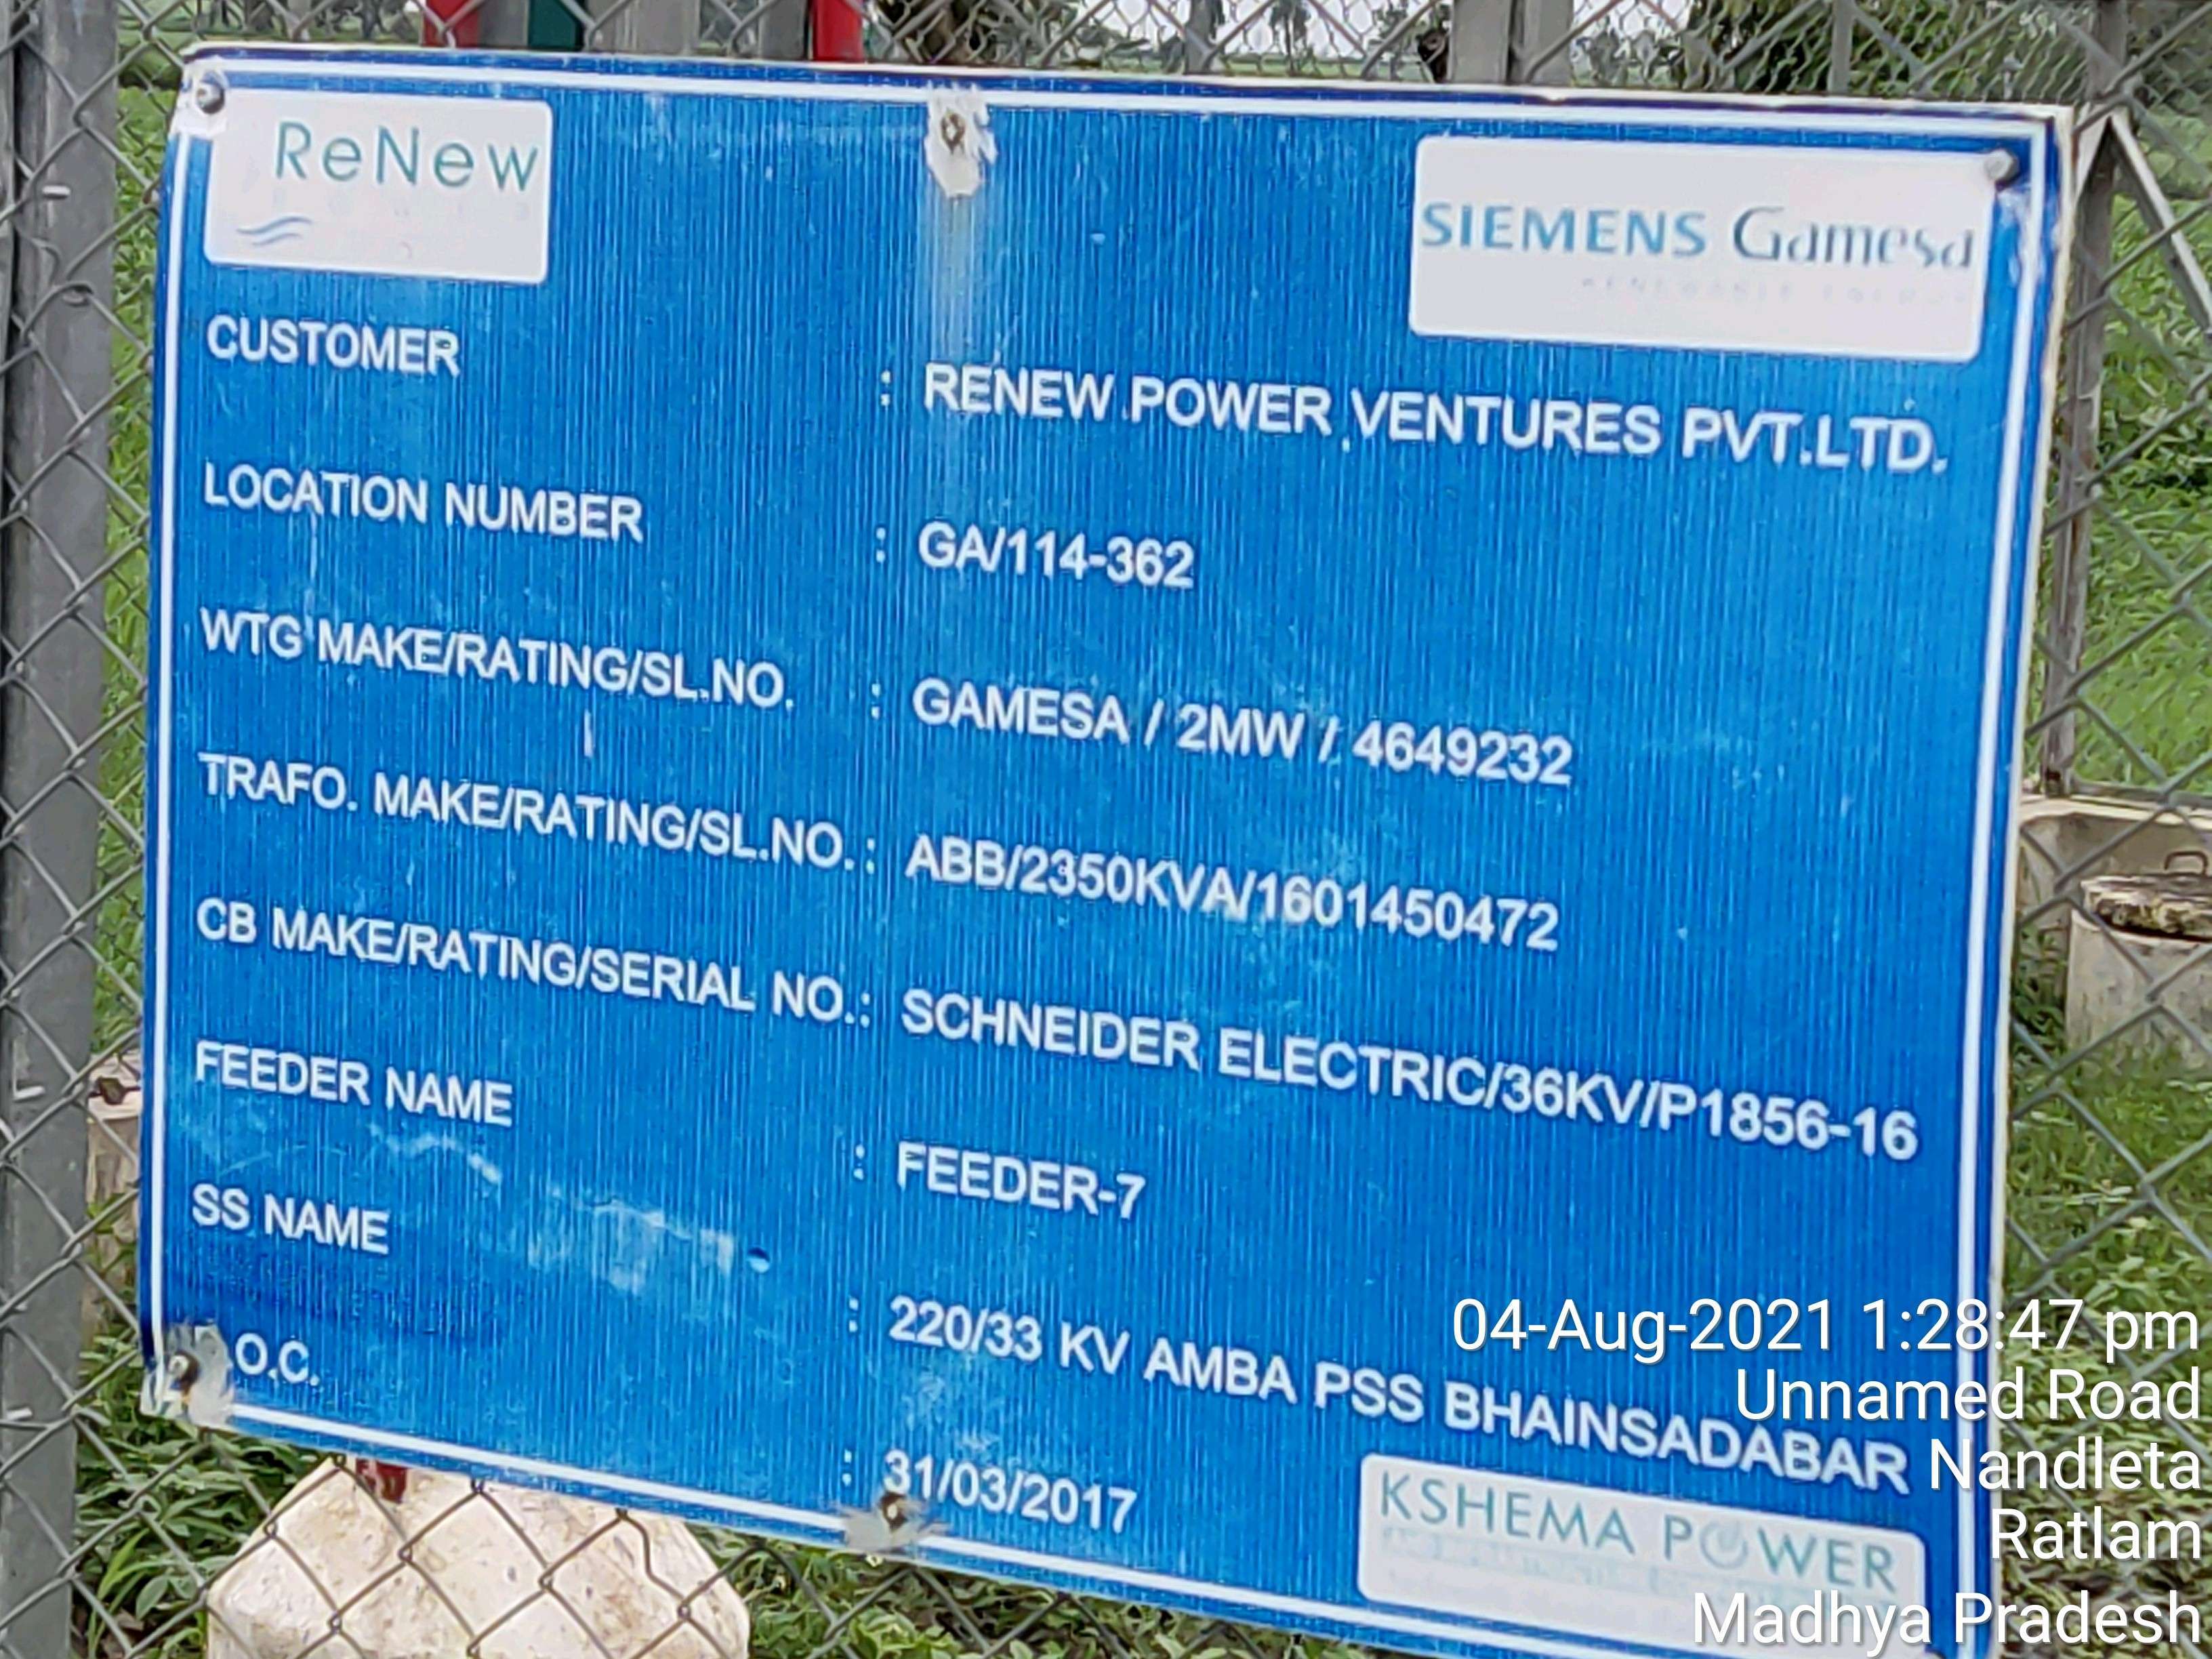 ReNew
SIEMENS Gamesa
RENEWABLE ENERGY
CUSTOMER : RENEW POWER VENTURES PVT.LTD.
LOCATION NUMBER : GA/114-362
WTG MAKE/RATING/SL.NO. : GAMESA / 2MW / 4649232
TRAFO. MAKE/RATING/SL.NO. : ABB/2350KVA/1601450472
CB MAKE/RATING/SERIAL NO.: SCHNEIDER ELECTRIC/36KV/P1856-16
FEEDER NAME : FEEDER-7
SS NAME : 220/33 KV AMBA PSS BHAINSADABAR
O.C. : 31/03/2017
KSHEMA POWER
04-Aug-2021 1:28:47 pm
Unnamed Road
Nandleta
Ratlam
Madhya Pradesh